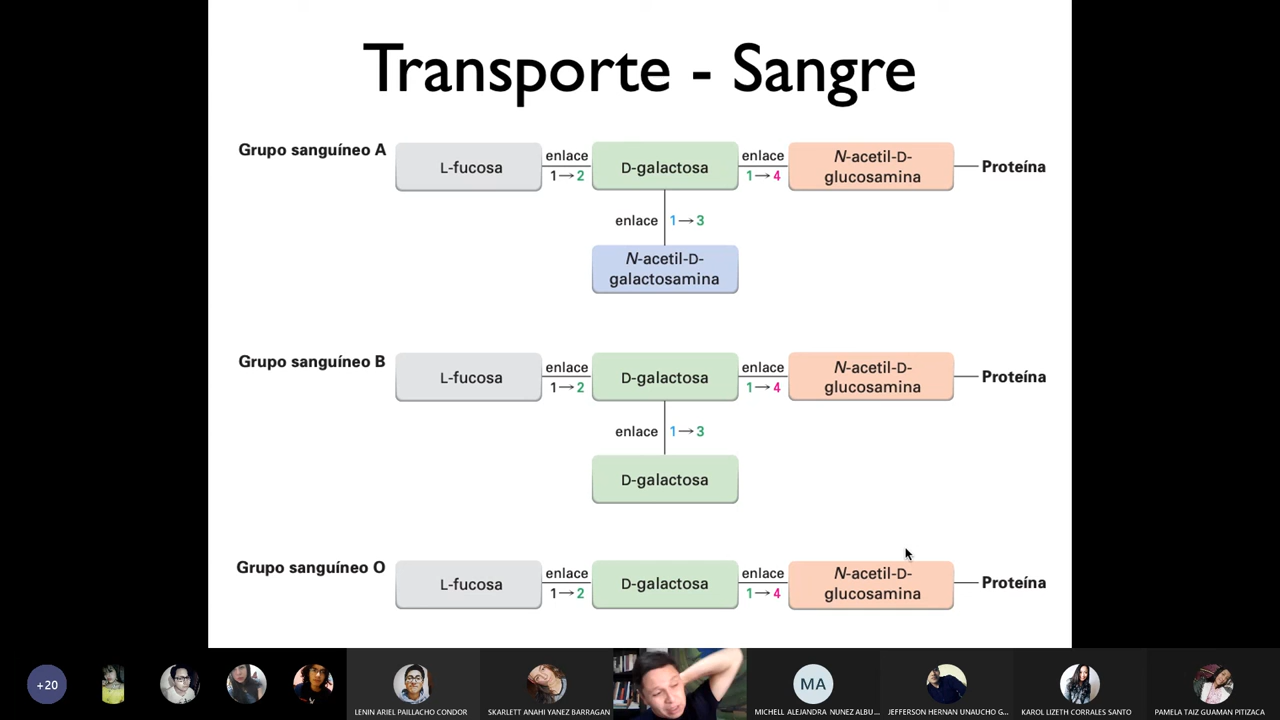 Transporte - Sangre
Grupo sanguíneo A
L-fucosa
enlace
1→2
D-galactosa
enlace
1→4
N-acetil-D-
glucosamina
Proteína
enlace 1→3
N-acetil-D-
galactosamina
Grupo sanguíneo B
L-fucosa
enlace
1→2
D-galactosa
enlace
1→4
N-acetil-D-
glucosamina
Proteína
enlace 1→3
D-galactosa
Grupo sanguíneo O
L-fucosa
enlace
1→2
D-galactosa
enlace
1→4
N-acetil-D-
glucosamina
Proteína
+20
LENIN ARIEL PAILLACHO CONDOR
SKARLETT ANAHI YANEZ BARRAGAN
MA
MICHELL ALEJANDRA NUNEZ ALBU...
JEFFERSON HERNAN UNAUCHO G...
KAROL LIZETH CORRALES SANTO
PAMELA TAIZ GUAMAN PITIZACA